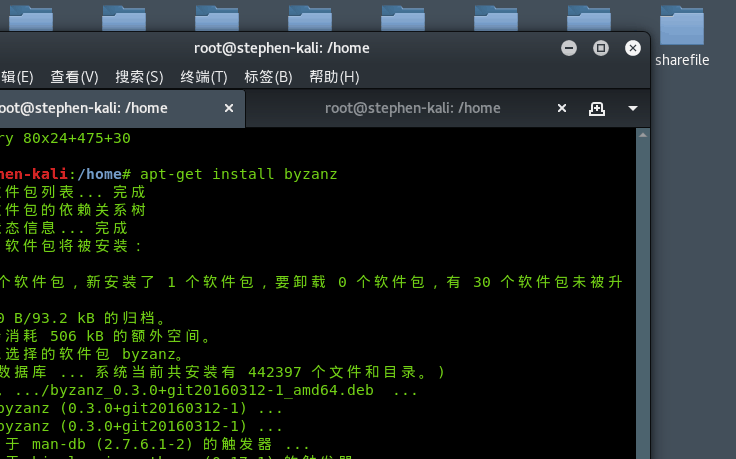 root@stephen-kali: /home
sharefile
辑(E) 查看(V) 搜索(S) 终端(T) 标签(B) 帮助(H)
oot@stephen-kali: /home root@stephen-kali: /home
ry 80x24+475+30
hen-kali:/home# apt-get install byzanz
件包列表... 完成
件包的依赖关系树
态信息... 完成
软件包将被安装：
个软件包，新安装了 1 个软件包，要卸载 0 个软件包，有 30 个软件包未被升
0 B/93.2 kB 的归档。
消耗 506 kB 的额外空间。
选择的软件包 byzanz。
数据库 ... 系统当前共安装有 442397 个文件和目录。)
. .../byzanz_0.3.0+git20160312-1_amd64.deb ...
byzanz (0.3.0+git20160312-1) ...
byzanz (0.3.0+git20160312-1) ...
于 man-db (2.7.6.1-2) 的触发器 ...